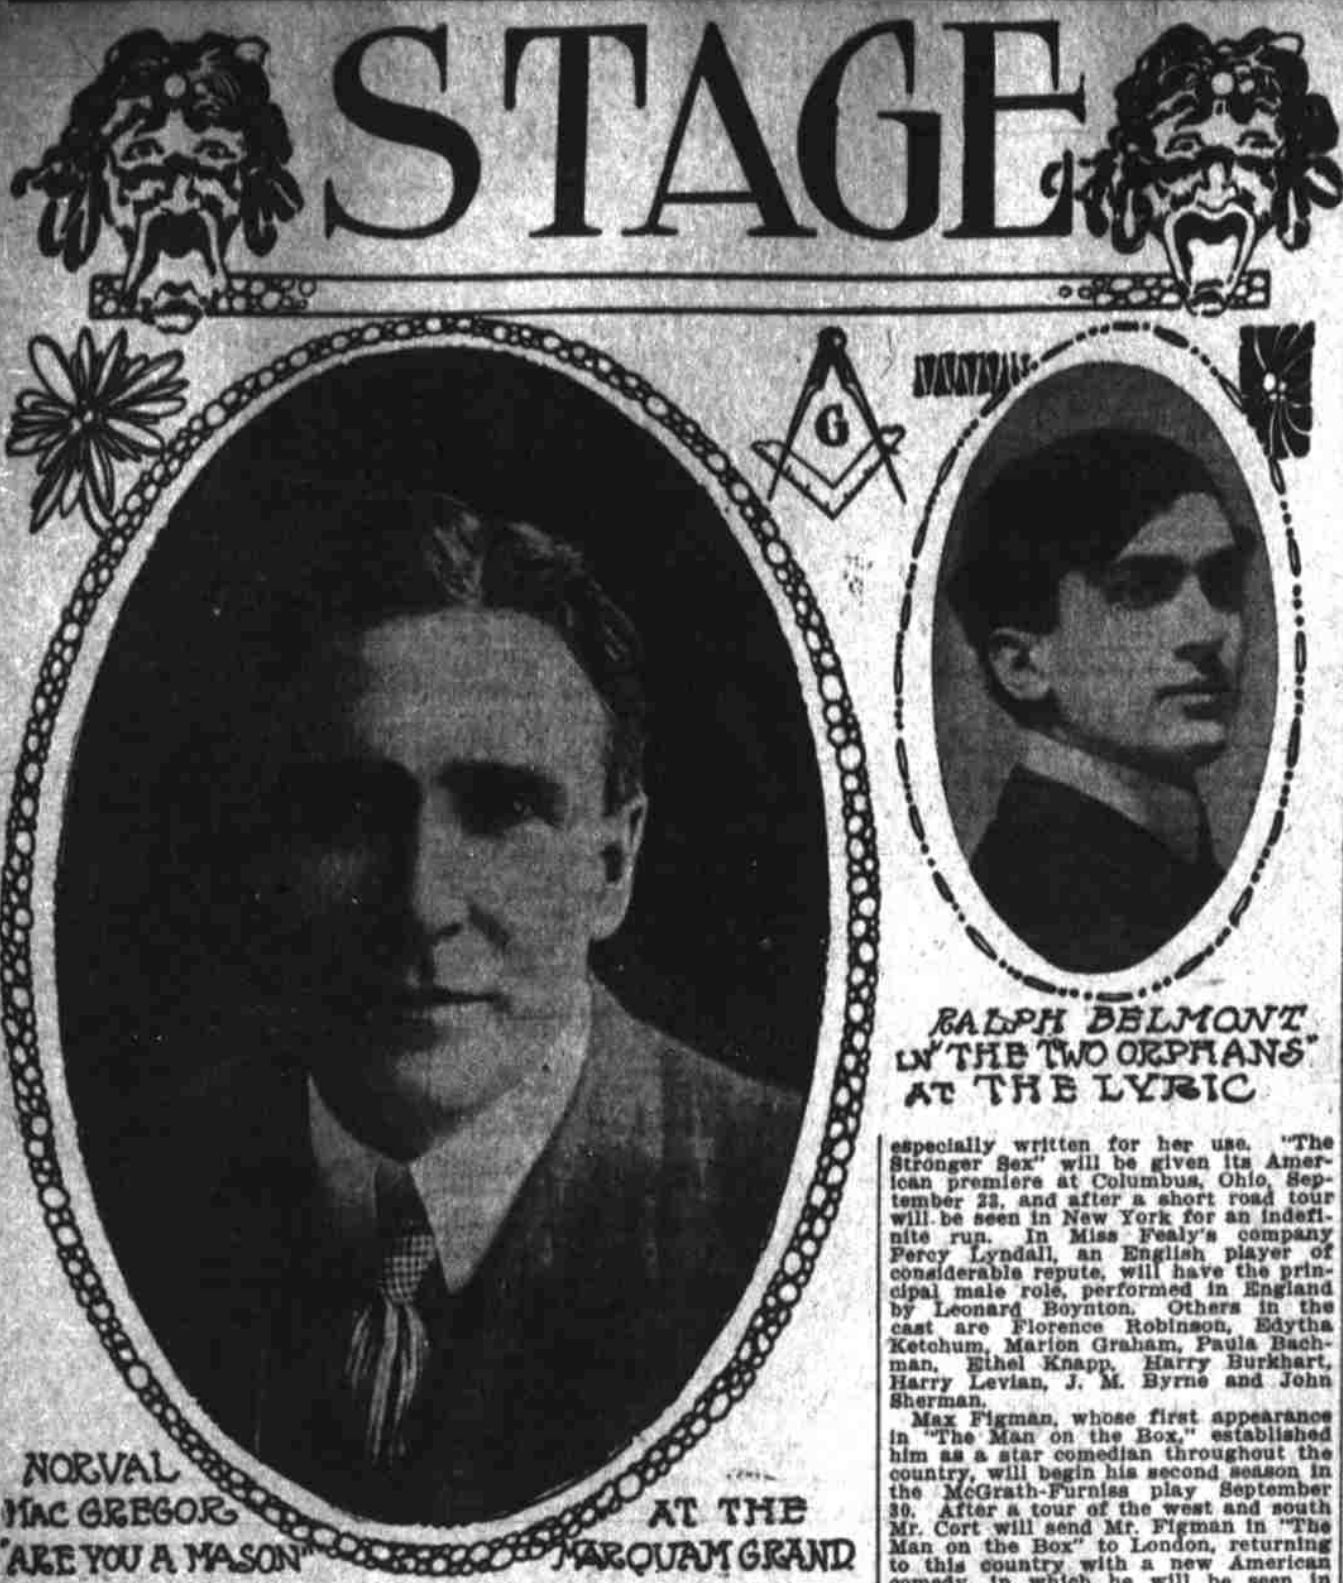 STAGE
G
RALPH BELMONT
IN "THE TWO ORPHANS"
AT THE LYRIC
NORVAL
MAC GREGOR
"ARE YOU A MASON"
AT THE
MARQUAM GRAND
especially written for her use. "The
Stronger Sex" will be given its Amer-
ican premiere at Columbus, Ohio, Sep-
tember 23, and after a short road tour
will be seen in New York for an indefi-
nite run. In Miss Fealy's company
Percy Lyndall, an English player of
considerable repute, will have the prin-
cipal male role, performed in England
by Leonard Boynton. Others in the
cast are Florence Robinson, Edytha
Ketchum, Marion Graham, Paula Bach-
man, Ethel Knapp, Harry Burkhart,
Harry Levian, J. M. Byrne and John
Sherman.
Max Figman, whose first appearance
in "The Man on the Box," established
him as a star comedian throughout the
country, will begin his second season in
the McGrath-Furniss play September
30. After a tour of the west and south
Mr. Cort will send Mr. Figman in "The
Man on the Box" to London, returning
to this country with a new American
comedy, in which he will be seen in